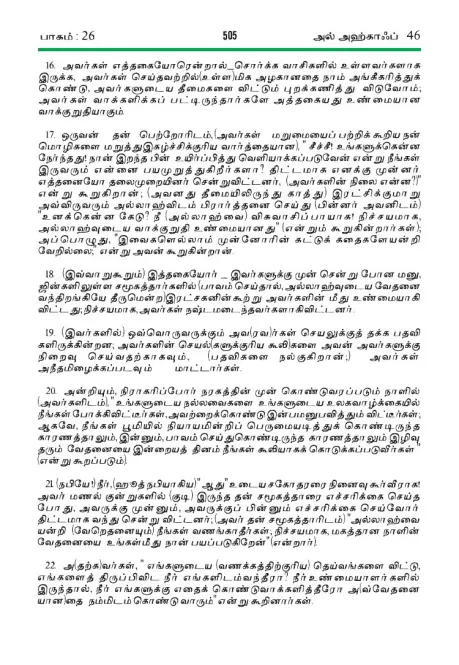 பாகம் : 26 505 அல் அஹ்காஃப் 46
16. அவர்கள் எத்தகையோரென்றால்_சொர்க்க வாசிகளில் உள்ளவர்களாக
இருக்க, அவர்கள் செய்தவற்றில்(உள்ள)மிக அழகானதை நாம் அங்கீகரித்துக்
கொண்டு, அவர்களுடைய தீமைகளை விட்டும் புறக்கணித்து விடுவோம்;
அவர்கள் வாக்களிக்கப் பட்டிருந்தார்களே அத்தகையது உண்மையான
வாக்குறுதியாகும்.
17. ஒருவன் தன் பெற்றோரிடம்,(அவர்கள் மறுமையைப் பற்றிக் கூறிய நன்
மொழிகளை மறுத்து இகழ்ச்சிக்குரிய வார்த்தையான), " சீச்சீ! உங்களுக்கென்ன
நேர்ந்தது! நான் இறந்த பின் உயிர்ப்பித்து வெளியாக்கப்படுவேன் என்று நீங்கள்
இருவரும் என்னை பயமுறுத்துகிறீர்களா? திட்டமாக எனக்கு முன்னர்
எத்தனையோ தலைமுறையினர் சென்றுவிட்டனர், (அவர்களின் நிலை என்ன?)"
என்று கூறுகிறான்; (அவனது தீமையிலிருந்து காத்து) இரட்சிக்குமாறு
அவ்விருவரும் அல்லாஹ்விடம் பிரார்த்தனை செய்து (பின்னர் அவனிடம்)
"உனக்கென்ன கேடு? நீ (அல்லாஹ்வை) விசுவாசிப்பாயாக! நிச்சயமாக,
அல்லாஹ்வுடைய வாக்குறுதி உண்மையானது" (என்றும் கூறுகின்றார்கள்);
அப்பொழுது, "இவைகளெல்லாம் முன்னோரின் கட்டுக் கதைகளேயன்றி
வேறில்லை; என்று அவன் கூறுகின்றான்.
18. (இவ்வாறு கூறும்) இத்தகையோர் _ இவர்களுக்கு முன் சென்று போன மனு,
ஜின்களிலுள்ள சமூகத்தார்களில் (பாவம் செய்தால், அல்லாஹ்வுடைய வேதனை
வந்திறங்கியே தீருமென்ற)இரட்சகனின் கூற்று அவர்களின் மீது உண்மையாகி
விட்டது;நிச்சயமாக,அவர்கள் நஷ்டமடைந்தவர்களாகிவிட்டனர்.
19. (இவர்களில்) ஒவ்வொருவருக்கும் அவ(ரவ)ர்கள் செயலுக்குத் தக்க பதவி
களிருக்கின்றன; அவர்களின் செயல்(களுக்குரிய கூலி)களை அவன் அவர்களுக்கு
நிறைவு செய்வதற்காகவும், (பதவிகளை நல்குகிறான்;) அவர்கள்
அநீதமிழைக்கப்படவும் மாட்டார்கள்.
20. அன்றியும், நிராகரிப்போர் நரகத்தின் முன் கொண்டுவரப்படும் நாளில்
(அவர்களிடம்), " உங்களுடைய நல்லவைகளை உங்களுடைய உலகவாழ்க்கையில்
நீங்கள் போக்கிவிட்டீர்கள்,அவற்றைக்கொண்டு இன்பமனுபவித்தும் விட்டீர்கள்;
ஆகவே, நீங்கள் பூமியில் நியாயமின்றிப் பெருமையடித்துக் கொண்டிருந்த
காரணத்தாலும், இன்னும்,பாவம் செய்துகொண்டிருந்த காரணத்தாலும் இழிவு
தரும் வேதனையை இன்றையத் தினம் நீங்கள் கூலியாகக் கொடுக்கப்படுவீர்கள் "
(என்று கூறப்படும்).
21. (நபியே!) நீர்,(ஹூத் நபியாகிய)"ஆது"உடைய சகோதரரை நினைவு கூர்வீராக!
அவர் மணல் குன்றுகளில் (குடி) இருந்த தன் சமூகத்தாரை எச்சரிக்கை செய்த
போது, அவருக்கு முன்னும், அவருக்குப் பின்னும் எச்சரிக்கை செய்வோர்
திட்டமாக வந்து சென்று விட்டனர்; (அவர் தன் சமூகத்தாரிடம்) "அல்லாஹ்வை
யன்றி (வேறெதனையும்) நீங்கள் வணங்காதீர்கள்; நிச்சயமாக, மகத்தான நாளின்
வேதனையை உங்கள்மீது நான் பயப்படுகிறேன்" (என்றார்).
22. அ(தற்க)வர்கள், " எங்களுடைய (வணக்கத்திற்குரிய) தெய்வங்களை விட்டு,
எங்களைத் திருப்பிவிட நீர் எங்களிடம்வந்தீரா? நீர் உண்மையாளர்களில்
இருந்தால், நீர் எங்களுக்கு எதைக் கொண்டுவாக்களித்தீரோ அ(வ்வேதனை
யான)தை நம்மிடம் கொண்டுவாரும்" என்று கூறினார்கள்.